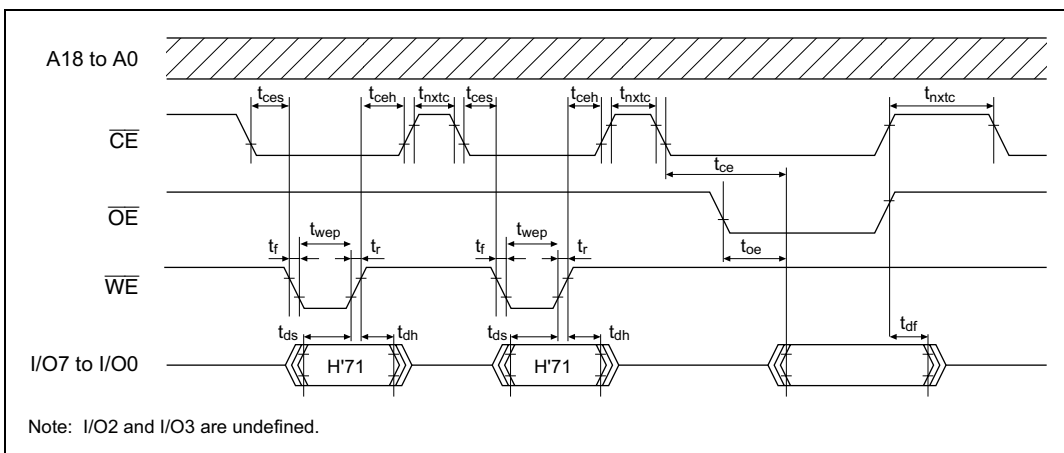 A18 to A0
tces tceh tnxtc tces tceh tnxtc tnxtc
CE
tce
OE
twep twep
tf tr tf tr toe
WE
tds tdh tds tdh tdf
I/O7 to I/O0 H'71 H'71
Note: I/O2 and I/O3 are undefined.